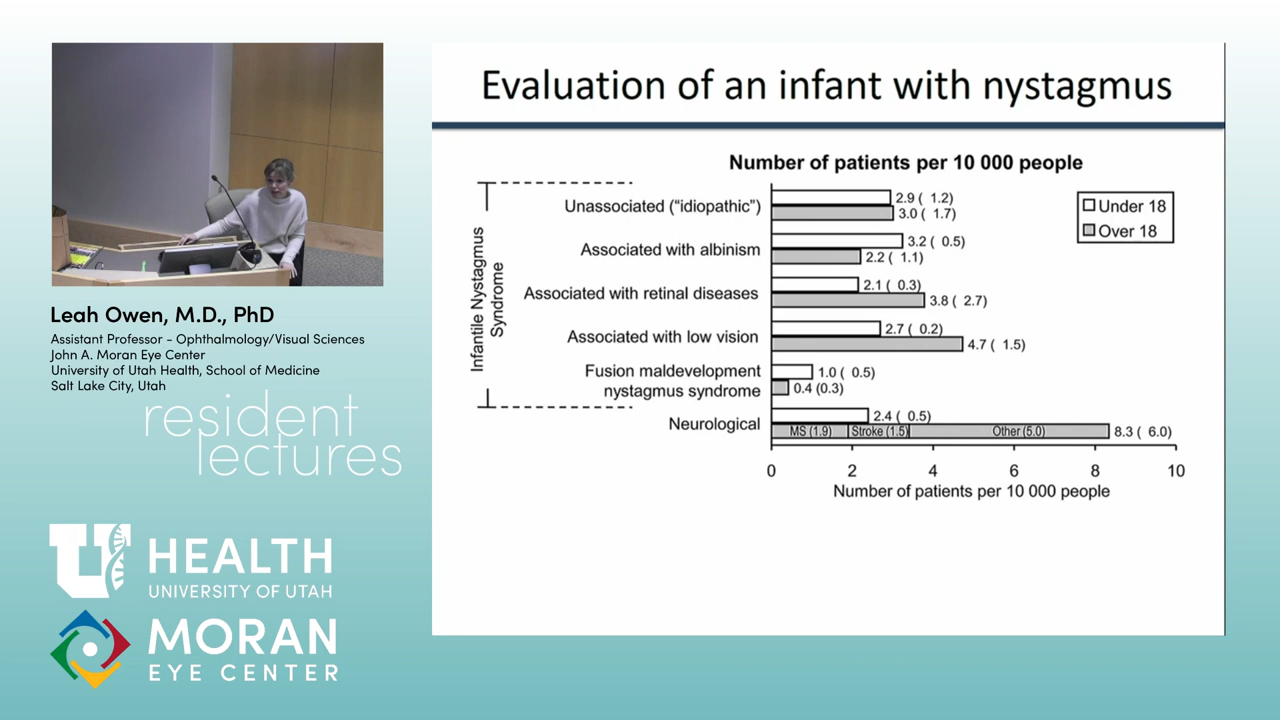 Evaluation of an infant with nystagmus
Number of patients per 10 000 people
Infantile Nystagmus
Syndrome
Unassociated (“idiopathic”)
2.9 ( 1.2)
3.0 ( 1.7)
Under 18
Over 18
Associated with albinism
3.2 ( 0.5)
2.2 ( 1.1)
Associated with retinal diseases
2.1 ( 0.3)
3.8 ( 2.7)
Associated with low vision
2.7 ( 0.2)
4.7 ( 1.5)
Fusion maldevelopment
nystagmus syndrome
1.0 ( 0.5)
0.4 (0.3)
Neurological
2.4 ( 0.5)
MS (1.9) Stroke (1.5) Other (5.0) 8.3 ( 6.0)
0 2 4 6 8 10
Number of patients per 10 000 people
Leah Owen, M.D., PhD
Assistant Professor - Ophthalmology/Visual Sciences
John A. Moran Eye Center
University of Utah Health, School of Medicine
Salt Lake City, Utah
resident
lectures
U HEALTH
UNIVERSITY OF UTAH
MORAN
EYE CENTER